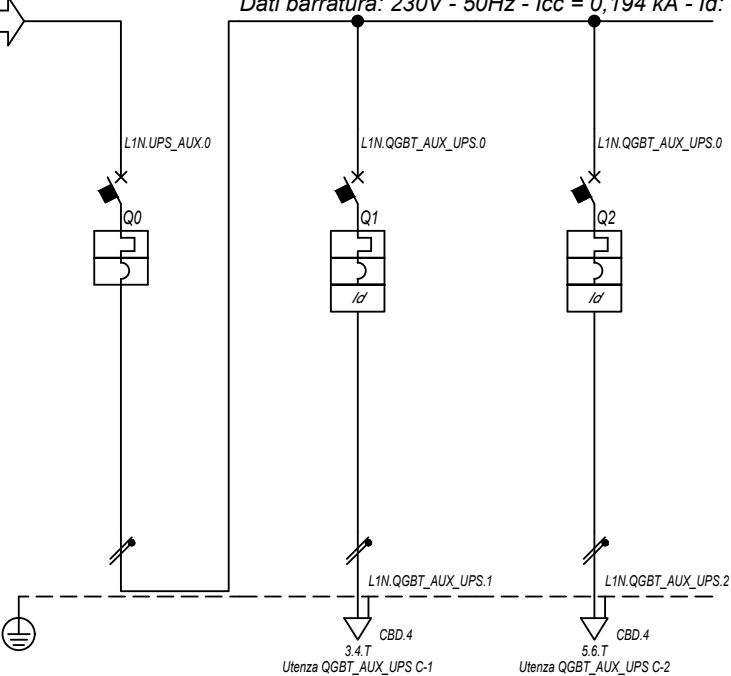 Dati barratura: 230V - 50Hz - Icc = 0,194 kA - Id:
L1N.UPS_AUX.0
L1N.QGBT_AUX_UPS.0
L1N.QGBT_AUX_UPS.0
Q0
Q1
Q2
Id
Id
L1N.QGBT_AUX_UPS.1
L1N.QGBT_AUX_UPS.2
CBD.4
CBD.4
3.4.T
5.6.T
Utenza QGBT_AUX_UPS C-1
Utenza QGBT_AUX_UPS C-2